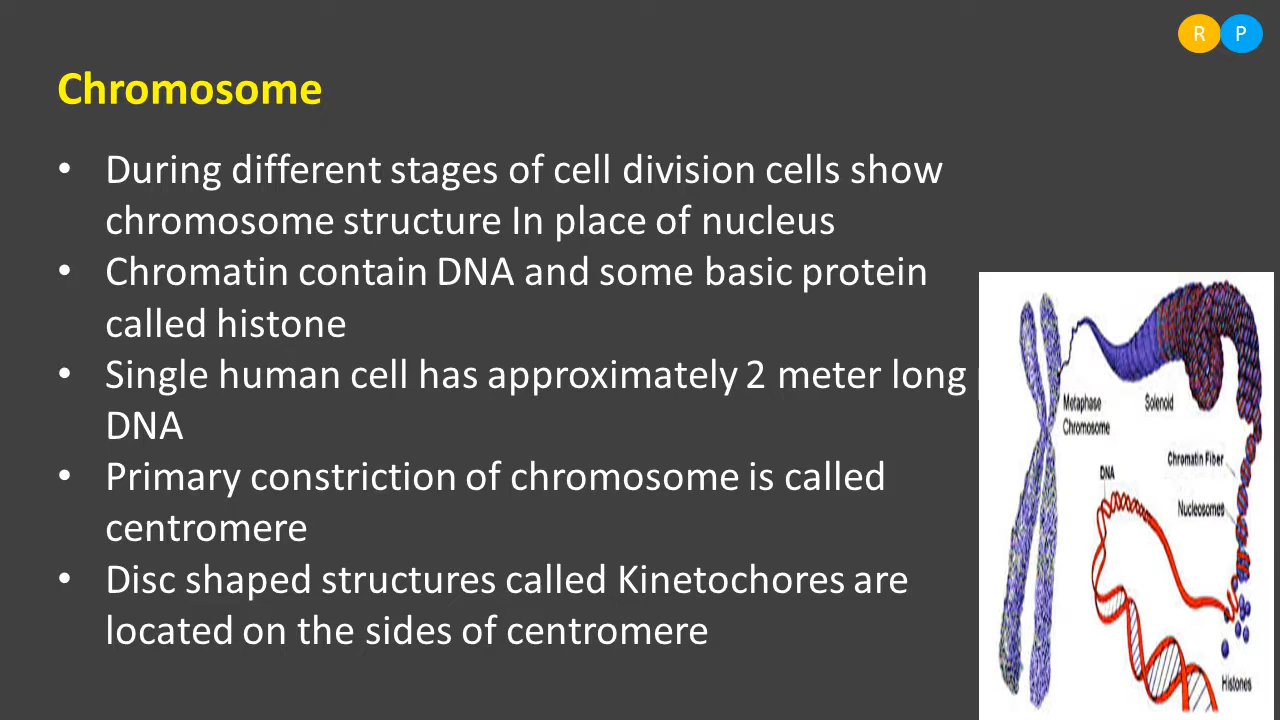 R P
Chromosome
• During different stages of cell division cells show
chromosome structure In place of nucleus
• Chromatin contain DNA and some basic protein
called histone
• Single human cell has approximately 2 meter long
DNA
• Primary constriction of chromosome is called
centromere
• Disc shaped structures called Kinetochores are
located on the sides of centromere
Metaphase
Chromosome
Solenoid
Chromatin Fiber
DNA
Nucleosomes
Histones